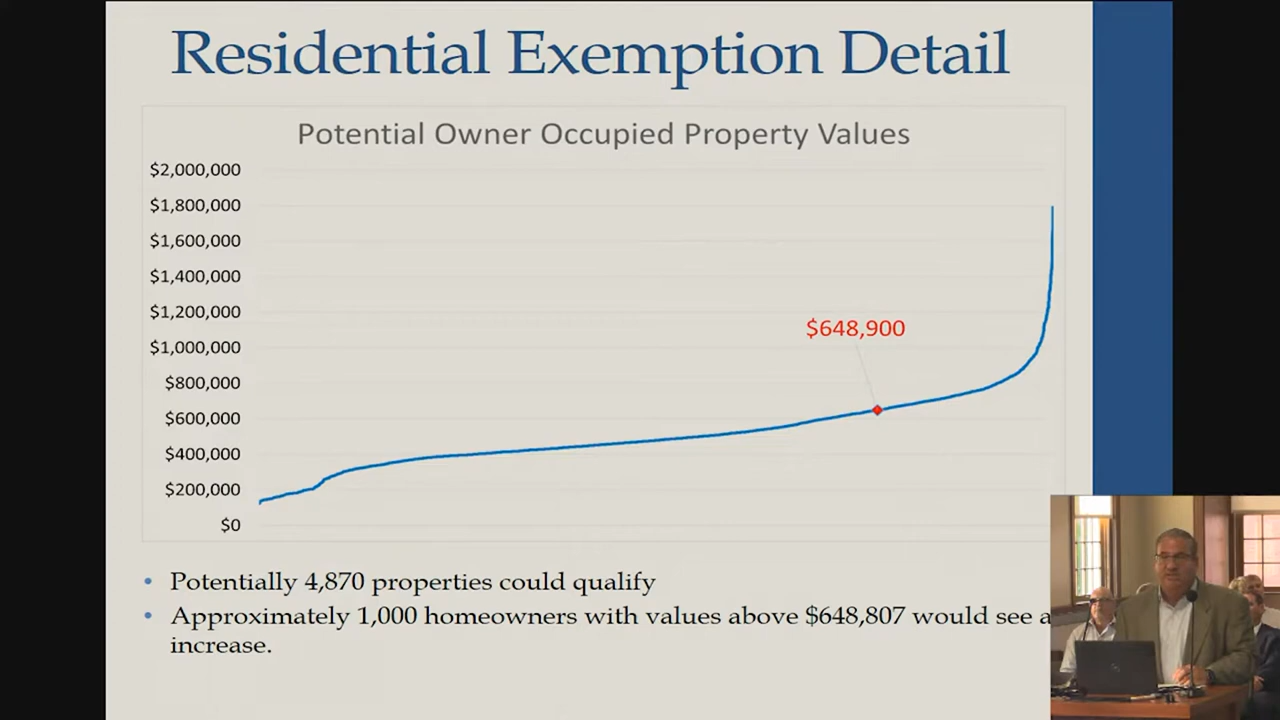 Residential Exemption Detail
Potential Owner Occupied Property Values
$2,000,000
$1,800,000
$1,600,000
$1,400,000
$1,200,000
$1,000,000
$800,000
$600,000
$400,000
$200,000
$0
$648,900
• Potentially 4,870 properties could qualify
• Approximately 1,000 homeowners with values above $648,807 would see a
increase.